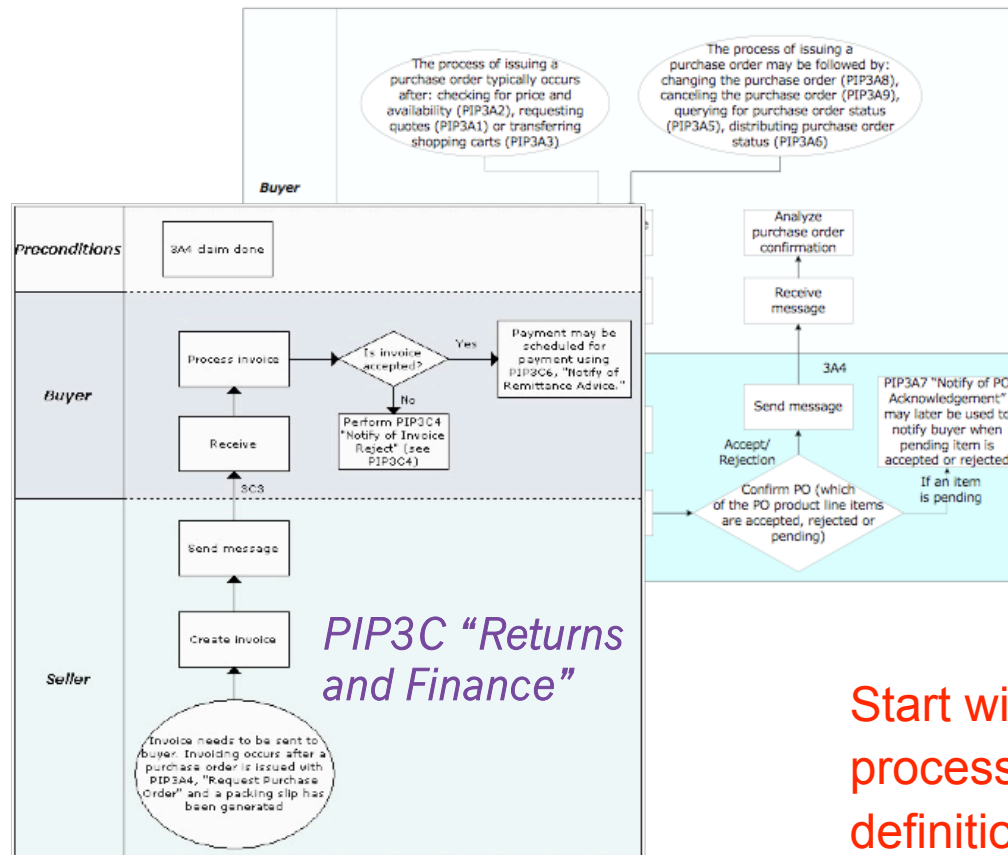 The process of issuing a
purchase order typically occurs
after: checking for price and
availability (PIP3A2), requesting
quotes (PIP3A1) or transferring
shopping carts (PIP3A3)
The process of issuing a
purchase order may be followed by:
changing the purchase order (PIP3A8),
canceling the purchase order (PIP3A9),
querying for purchase order status
(PIP3A5), distributing purchase order
status (PIP3A6)
Buyer
Analyze
purchase order
confirmation
Receive
message
3A4
Send message
Accept/
Rejection
Confirm PO (which
of the PO product line items
are accepted, rejected or
pending)
PIP3A7 "Notify of PO
Acknowledgement"
may later be used to
notify buyer when
pending item is
accepted or rejected
If an item
is pending
Preconditions
3A4 claim done
Buyer
Process invoice
Is invoice
accepted?
Yes
Payment may be
scheduled for
payment using
PIP3C6, "Notify of
Remittance Advice."
No
Perform PIP3C4
"Notify of Invoice
Reject" (see
PIP3C4)
Receive
3C3
Seller
Send message
Create invoice
Invoice needs to be sent to
buyer. Invoicing occurs after a
purchase order is issued with
PIP3A4, "Request Purchase
Order" and a packing slip has
been generated
PIP3C “Returns
and Finance”
Start
process